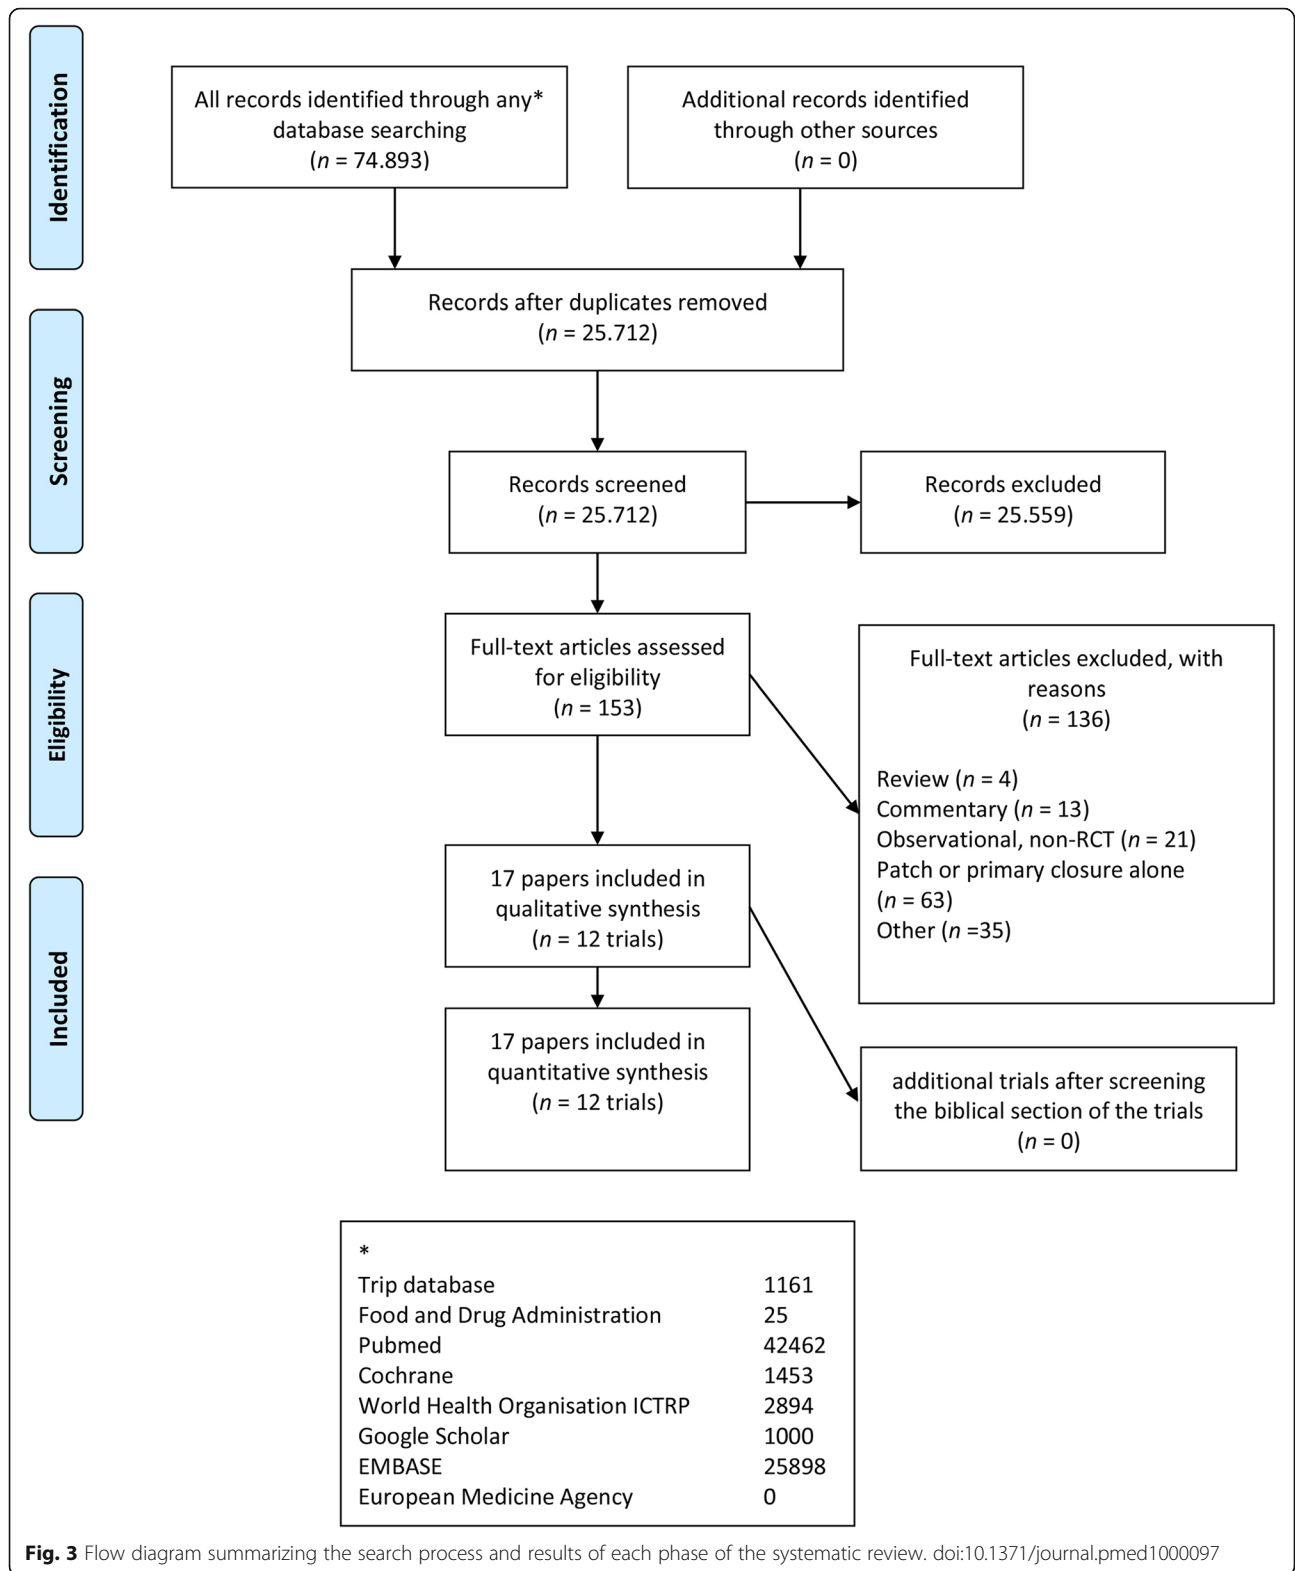 Identification
All records identified through any*
database searching
(n = 74.893)
Additional records identified
through other sources
(n = 0)
Records after duplicates removed
(n = 25.712)
Screening
Records screened
(n = 25.712)
Records excluded
(n = 25.559)
Eligibility
Full-text articles assessed
for eligibility
(n = 153)
Full-text articles excluded, with
reasons
(n = 136)
Review (n = 4)
Commentary (n = 13)
Observational, non-RCT (n = 21)
Patch or primary closure alone
(n = 63)
Other (n =35)
Included
17 papers included in
qualitative synthesis
(n = 12 trials)
17 papers included in
quantitative synthesis
(n = 12 trials)
additional trials after screening
the biblical section of the trials
(n = 0)
*
Trip database 1161
Food and Drug Administration 25
Pubmed 42462
Cochrane 1453
World Health Organisation ICTRP 2894
Google Scholar 1000
EMBASE 25898
European Medicine Agency 0
Fig. 3 Flow diagram summarizing the search process and results of each phase of the systematic review. doi:10.1371/journal.pmed1000097